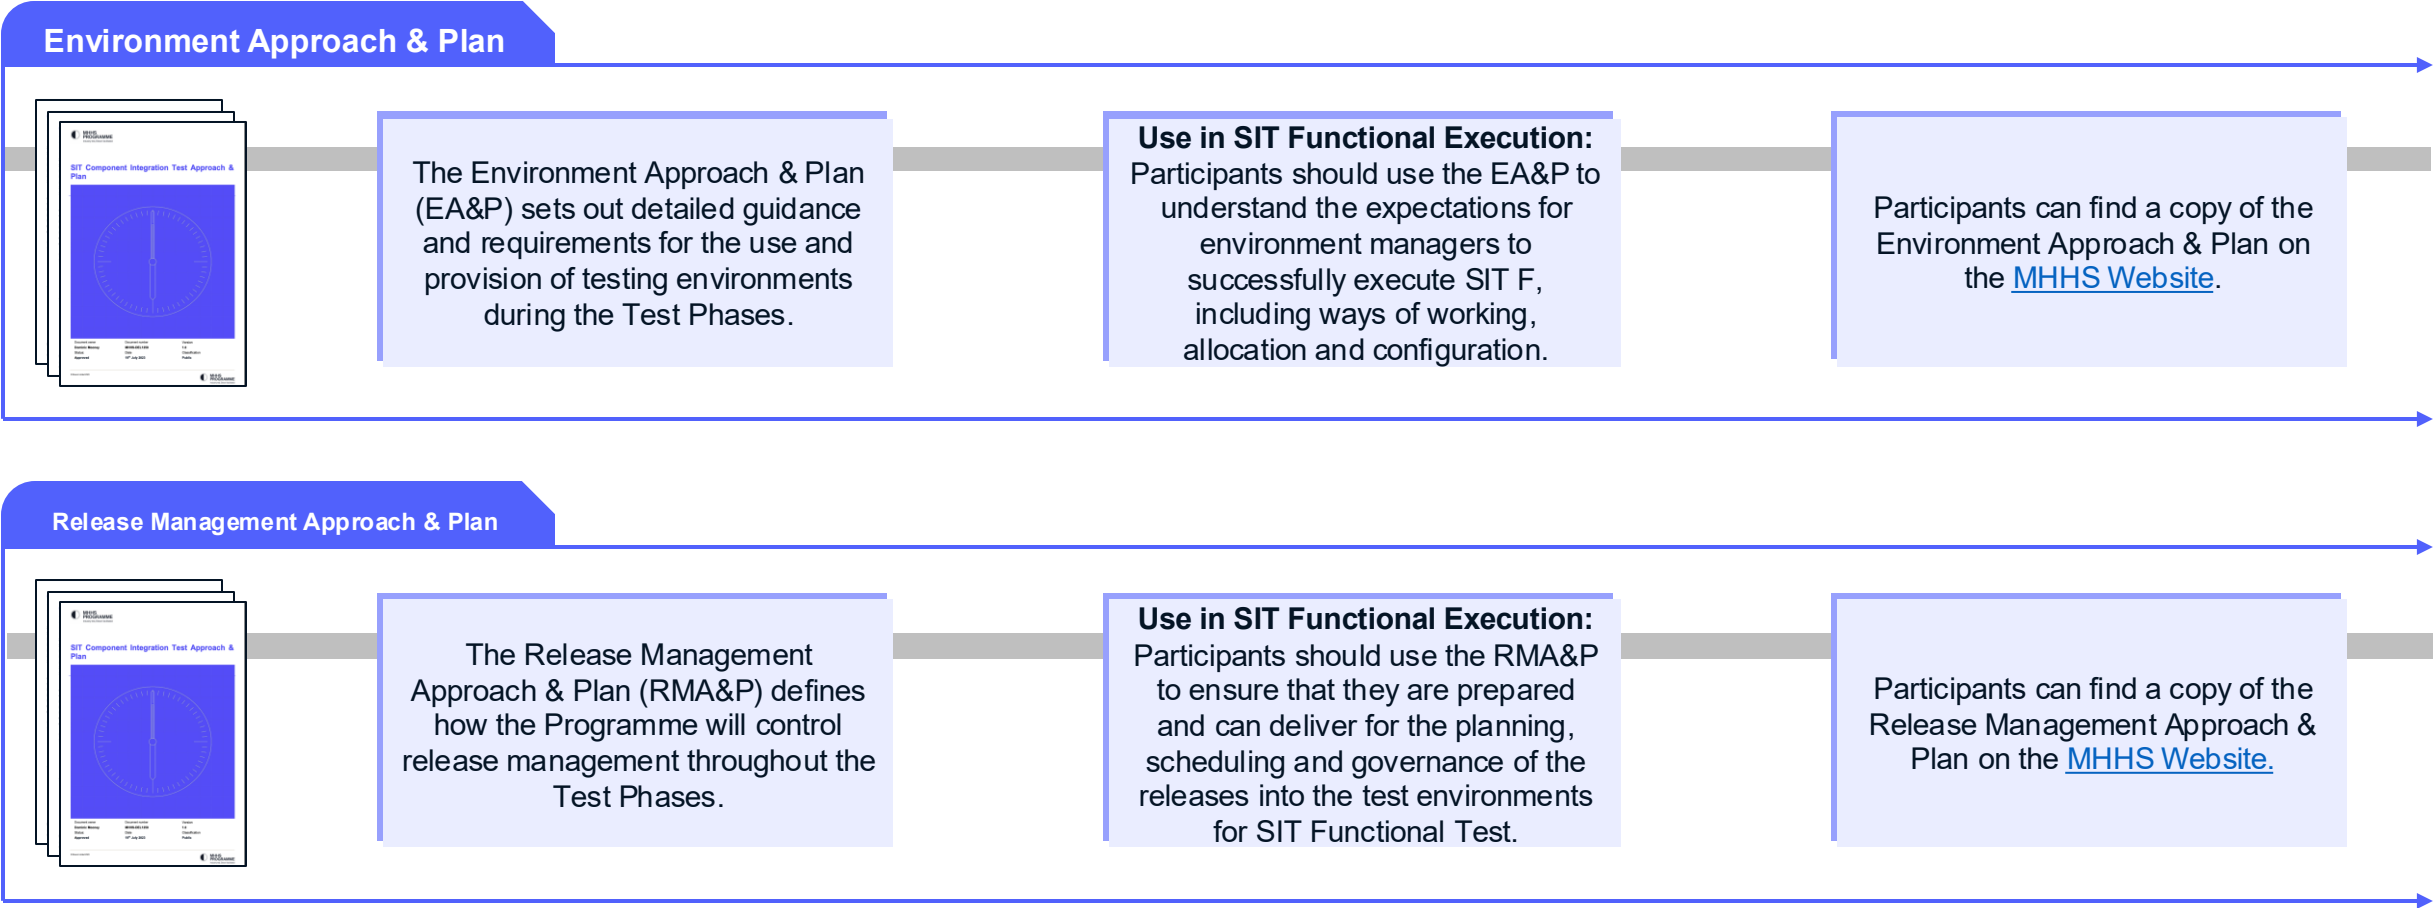 Environment Approach & Plan
MHHS
PROGRAMME
SIT Component Integration Test Approach &
Plan
The Environment Approach & Plan
(EA&P) sets out detailed guidance
and requirements for the use and
provision of testing environments
during the Test Phases.
Use in SIT Functional Execution:
Participants should use the EA&P to
understand the expectations for
environment managers to
successfully execute SIT F,
including ways of working,
allocation and configuration.
Participants can find a copy of the
Environment Approach & Plan on
the MHHS Website.
Release Management Approach & Plan
MHHS
PROGRAMME
SIT Component Integration Test Approach &
Plan
The Release Management
Approach & Plan (RMA&P) defines
how the Programme will control
release management throughout the
Test Phases.
Use in SIT Functional Execution:
Participants should use the RMA&P
to ensure that they are prepared
and can deliver for the planning,
scheduling and governance of the
releases into the test environments
for SIT Functional Test.
Participants can find a copy of the
Release Management Approach &
Plan on the MHHS Website.